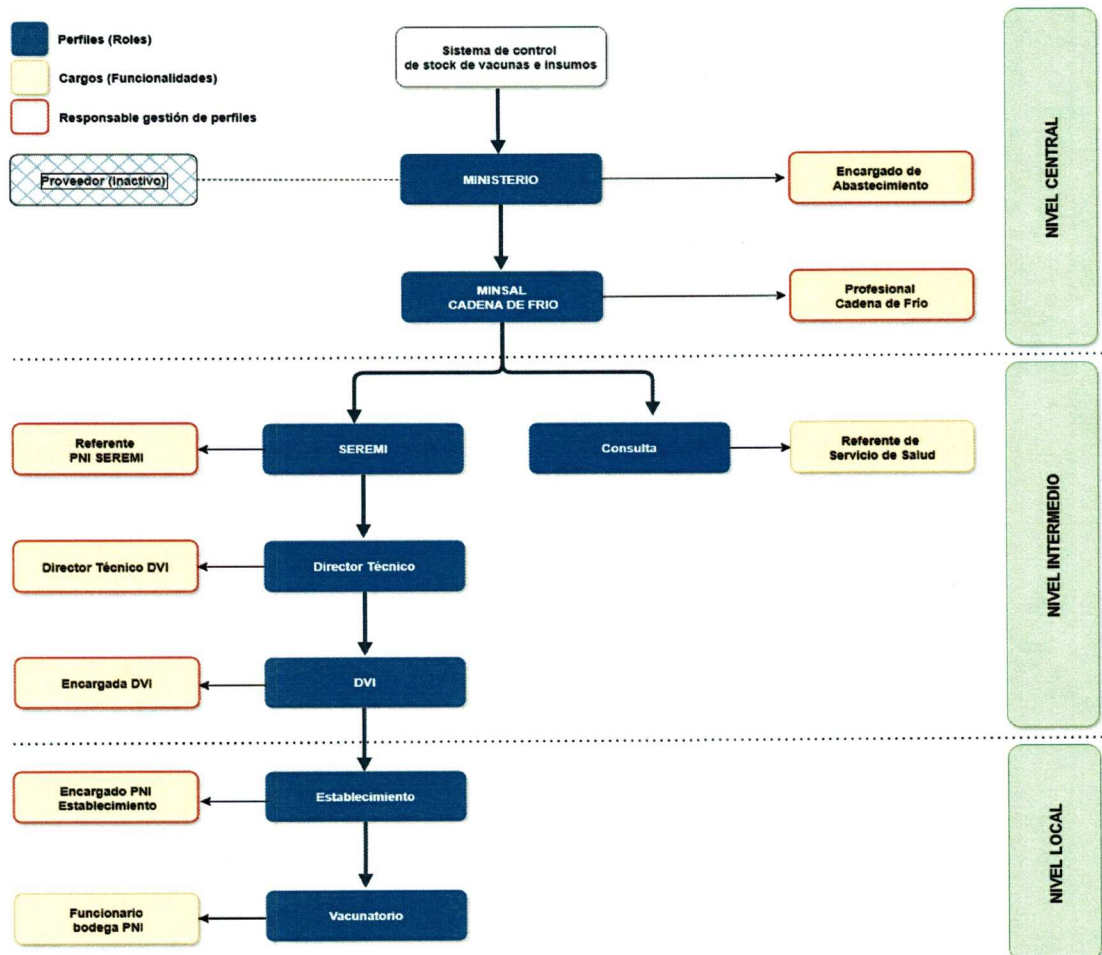 Perfiles (Roles)
Cargos (Funcionalidades)
Responsable gestión de perfiles
Sistema de control
de stock de vacunas e insumos
Proveedor (inactivo)
MINISTERIO
Encargado de
Abastecimiento
MINSAL
CADENA DE FRIO
Profesional
Cadena de Frío
NIVEL CENTRAL
Referente
PNI SEREMI
SEREMI
Consulta
Referente de
Servicio de Salud
Director Técnico DVI
Director Técnico
Encargada DVI
DVI
NIVEL INTERMEDIO
Encargado PNI
Establecimiento
Establecimiento
Funcionario
bodega PNI
Vacunatorio
NIVEL LOCAL